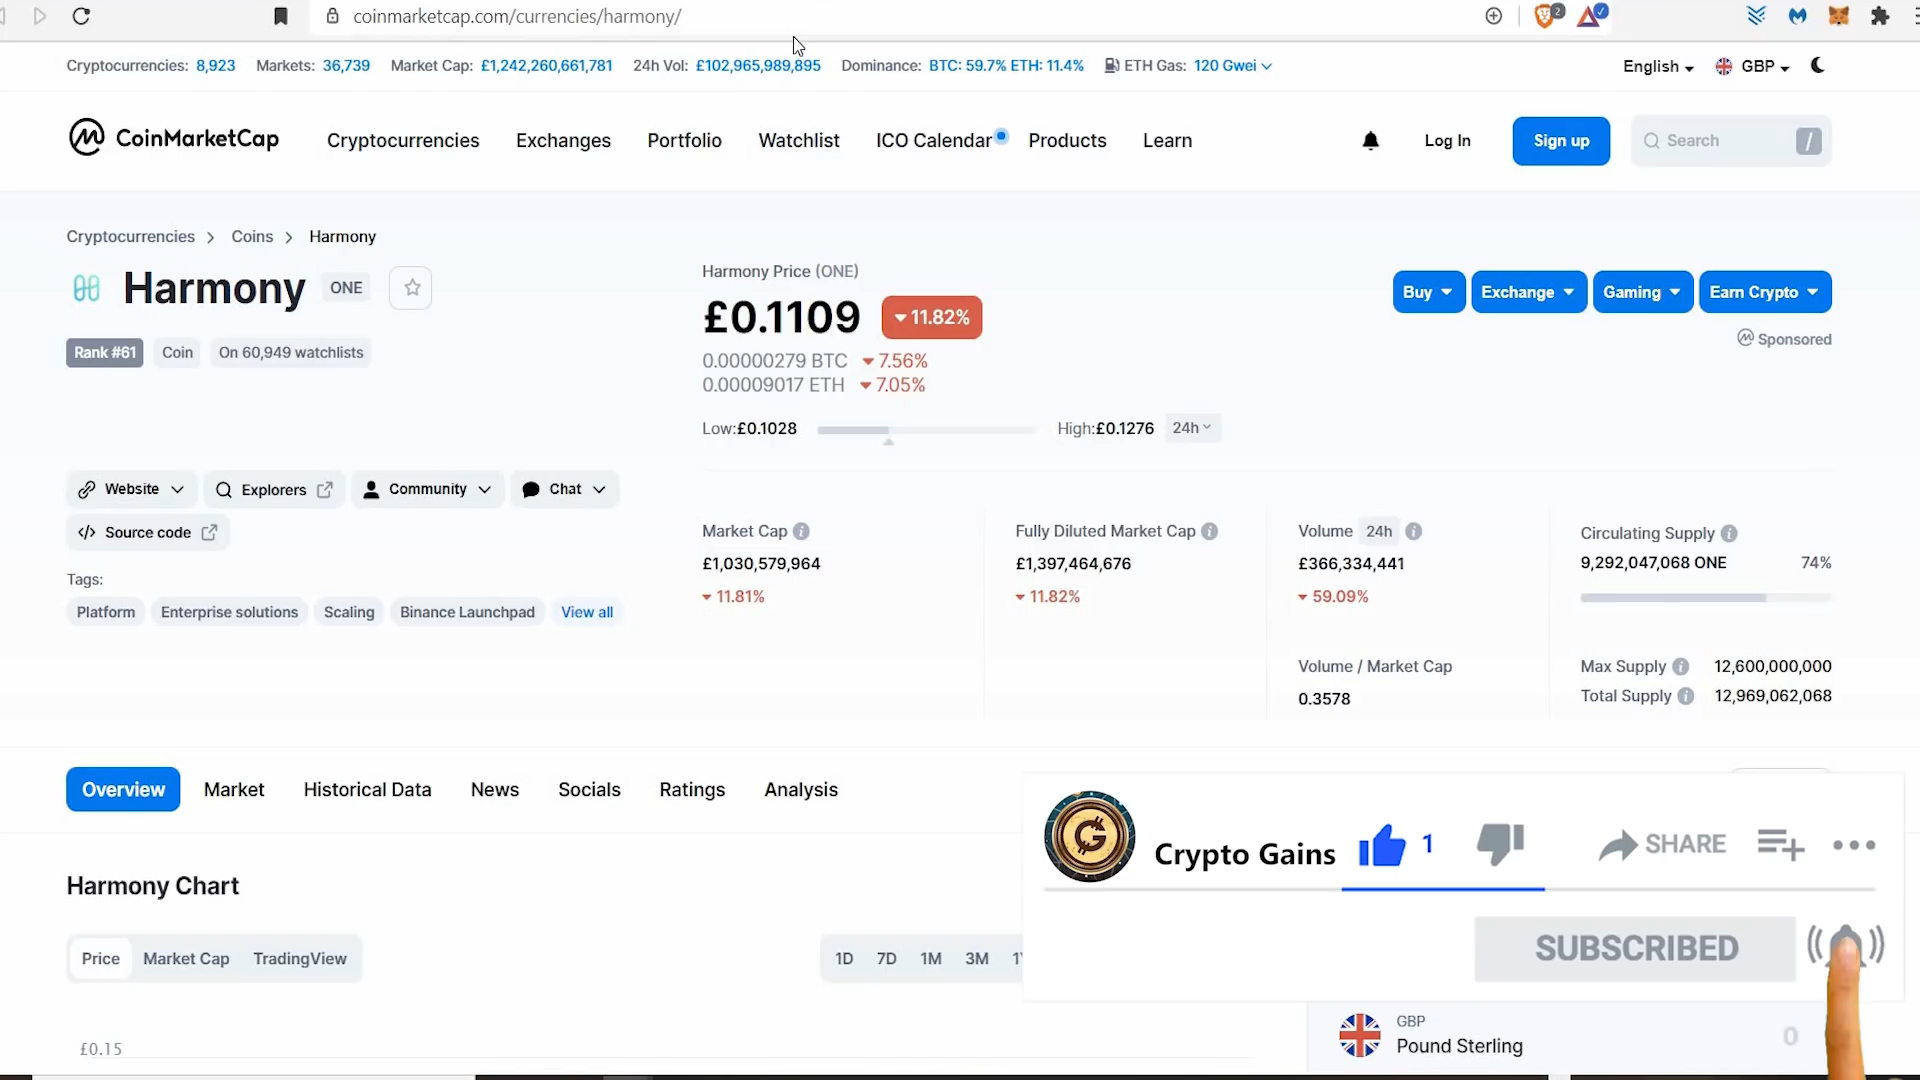 coinmarketcap.com/currencies/harmony/
2
Cryptocurrencies: 8,923 Markets: 36,739 Market Cap: £1,242,260,661,781 24h Vol: £102,965,989,895 Dominance: BTC: 59.7% ETH: 11.4% ETH Gas: 120 Gwei English GBP
CoinMarketCap Cryptocurrencies Exchanges Portfolio Watchlist ICO Calendar Products Learn Log In Sign up Search /
Cryptocurrencies > Coins > Harmony
Harmony ONE
Rank #61 Coin On 60,949 watchlists
Harmony Price (ONE)
£0.1109 11.82%
0.00000279 BTC 7.56%
0.00009017 ETH 7.05%
Low:£0.1028 High:£0.1276 24h
Buy Exchange Gaming Earn Crypto
Sponsored
Website Explorers Community Chat
Source code
Tags:
Platform Enterprise solutions Scaling Binance Launchpad View all
Market Cap
£1,030,579,964
11.81%
Fully Diluted Market Cap
£1,397,464,676
11.82%
Volume 24h
£366,334,441
59.09%
Volume / Market Cap
0.3578
Circulating Supply
9,292,047,068 ONE 74%
Max Supply 12,600,000,000
Total Supply 12,969,062,068
Overview Market Historical Data News Socials Ratings Analysis
Harmony Chart
Price Market Cap TradingView
1D 7D 1M 3M
£0.15
Crypto Gains 1 SHARE
SUBSCRIBED
GBP
Pound Sterling
0